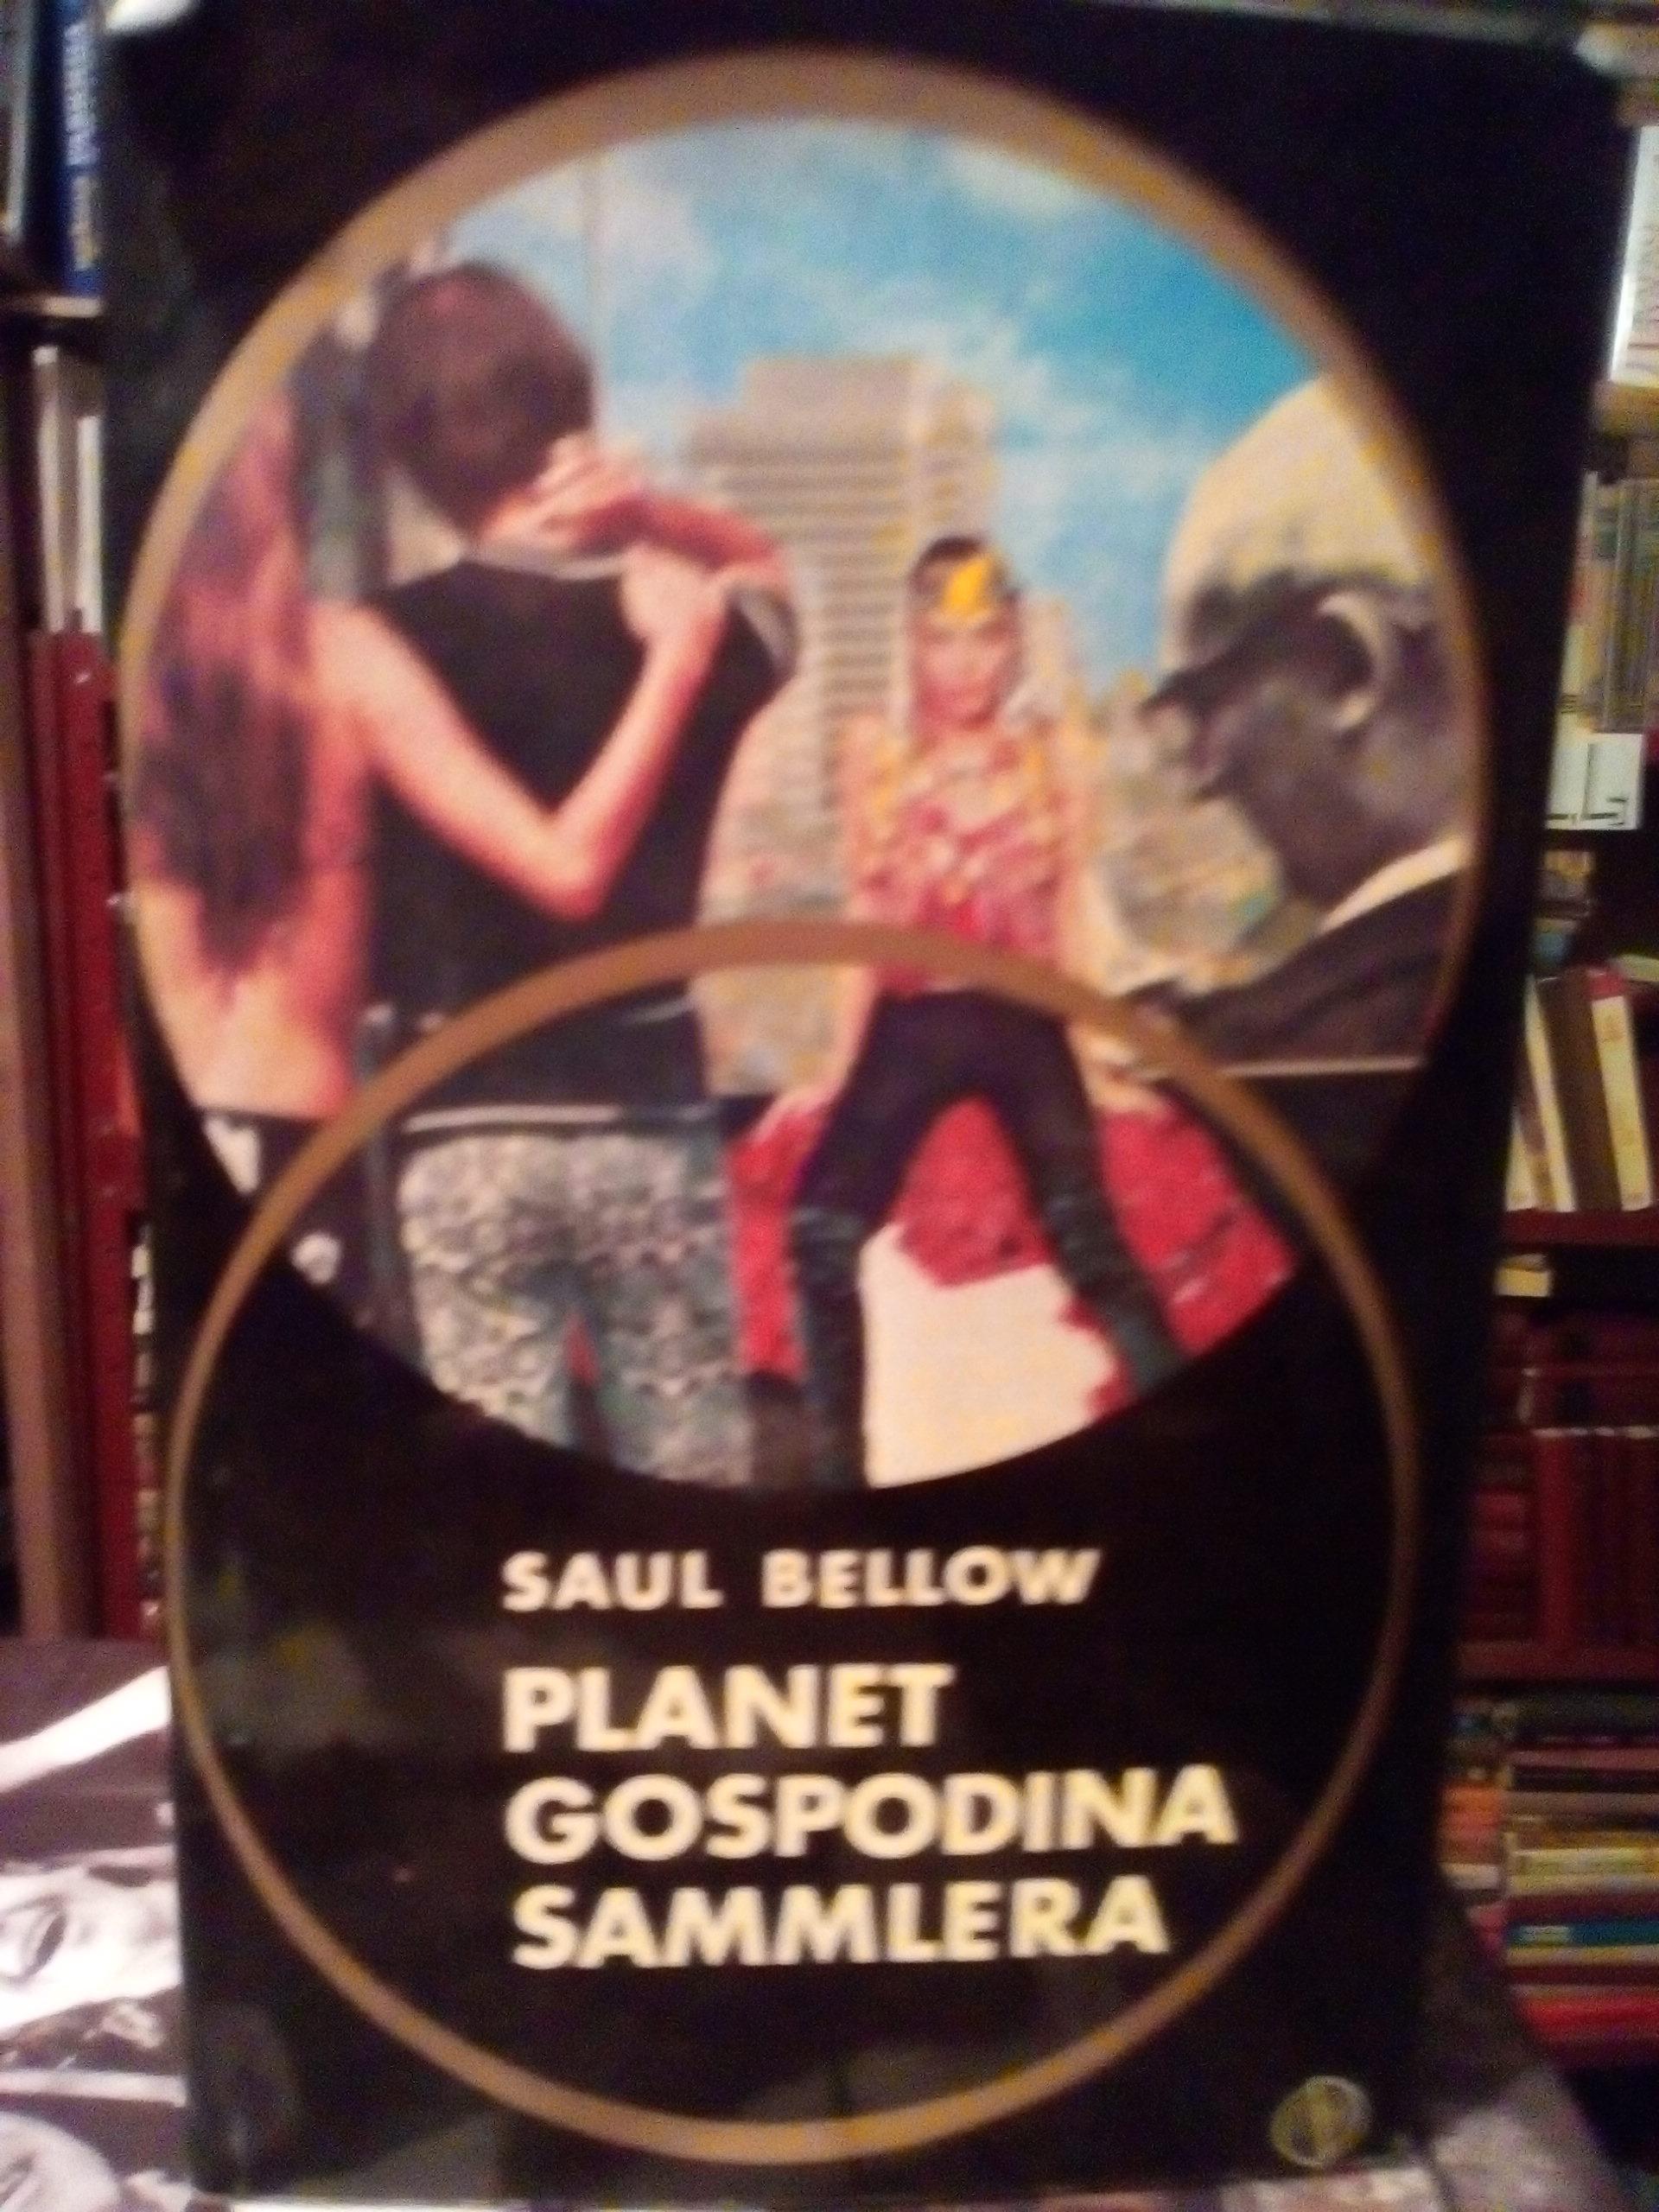 SAUL BELLOW
PLANET
GOSPODINA
SAMMLERA